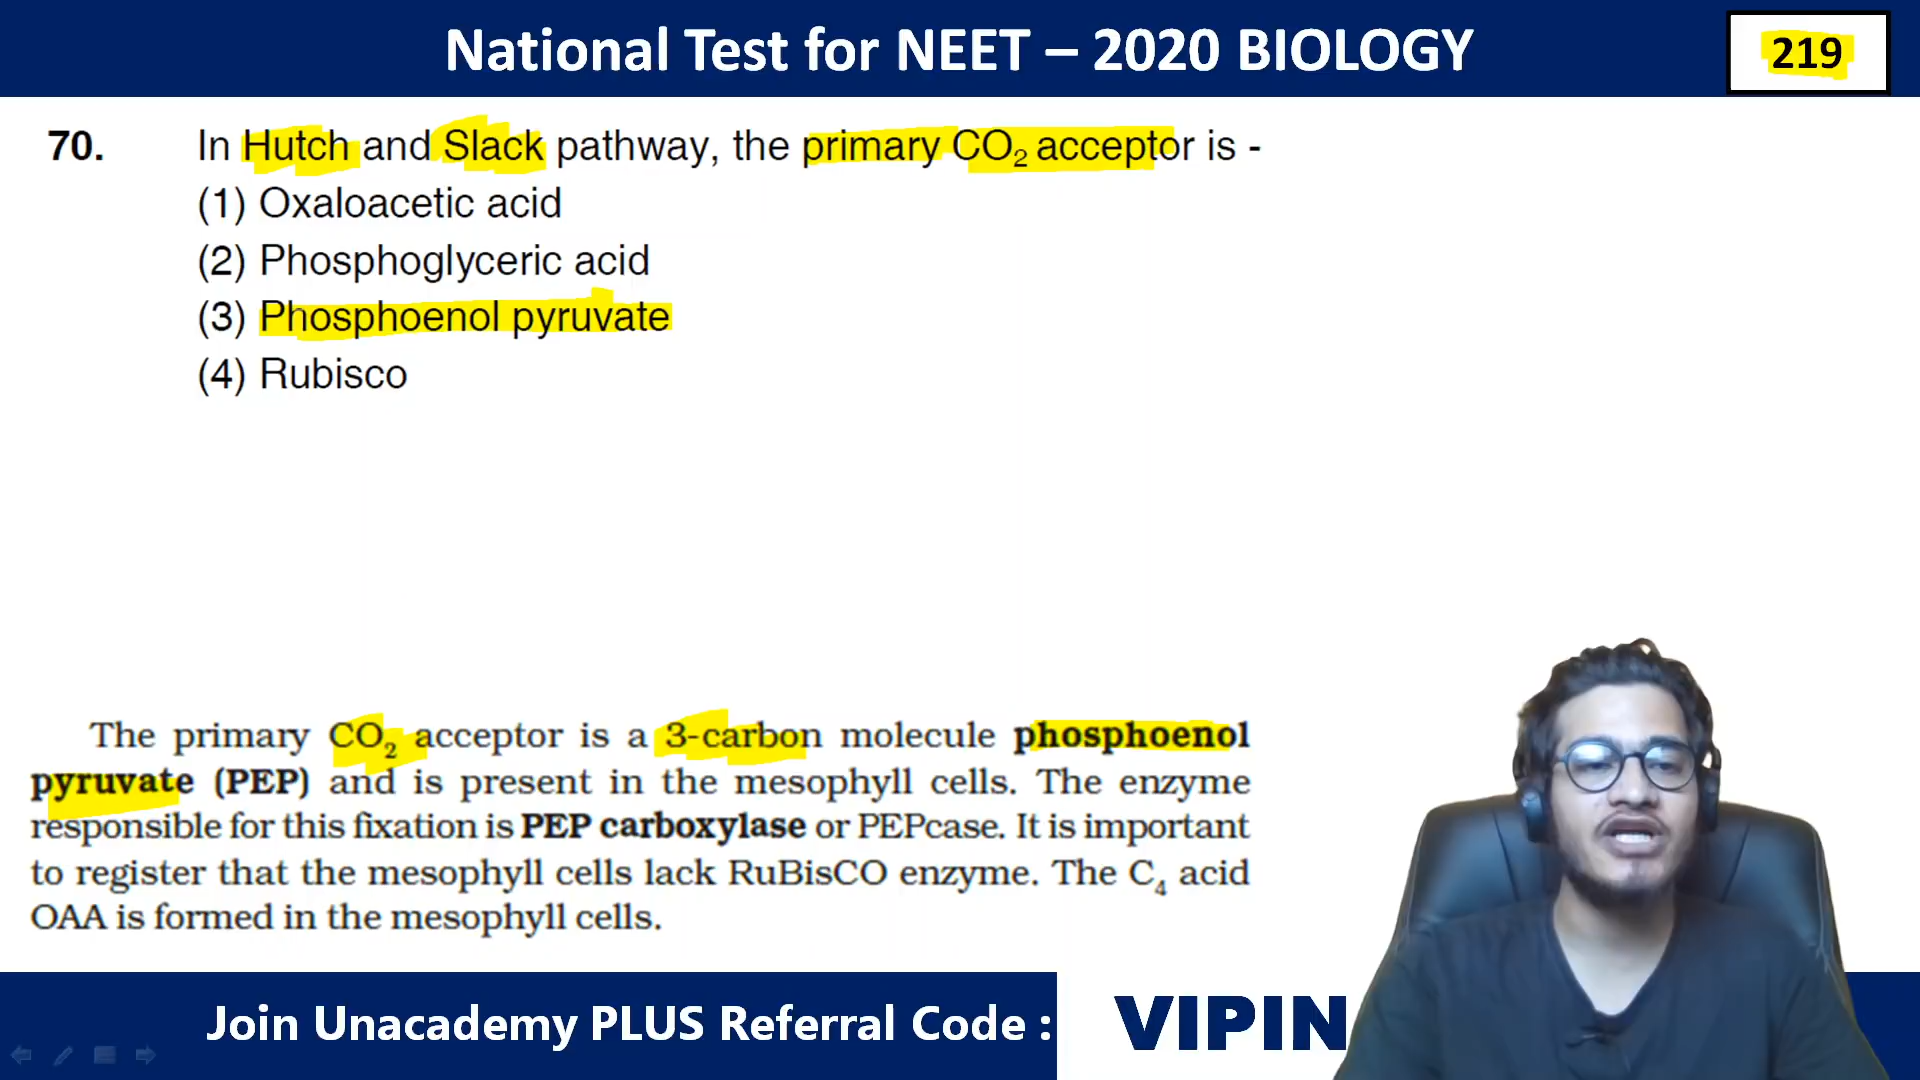 National Test for NEET – 2020 BIOLOGY
219
70. In Hutch and Slack pathway, the primary CO₂ acceptor is -
(1) Oxaloacetic acid
(2) Phosphoglyceric acid
(3) Phosphoenol pyruvate
(4) Rubisco
The primary CO₂ acceptor is a 3-carbon molecule phosphoenol
pyruvate (PEP) and is present in the mesophyll cells. The enzyme
responsible for this fixation is PEP carboxylase or PEPcase. It is important
to register that the mesophyll cells lack RuBisCO enzyme. The C₄ acid
OAA is formed in the mesophyll cells.
Join Unacademy PLUS Referral Code :
VIPIN